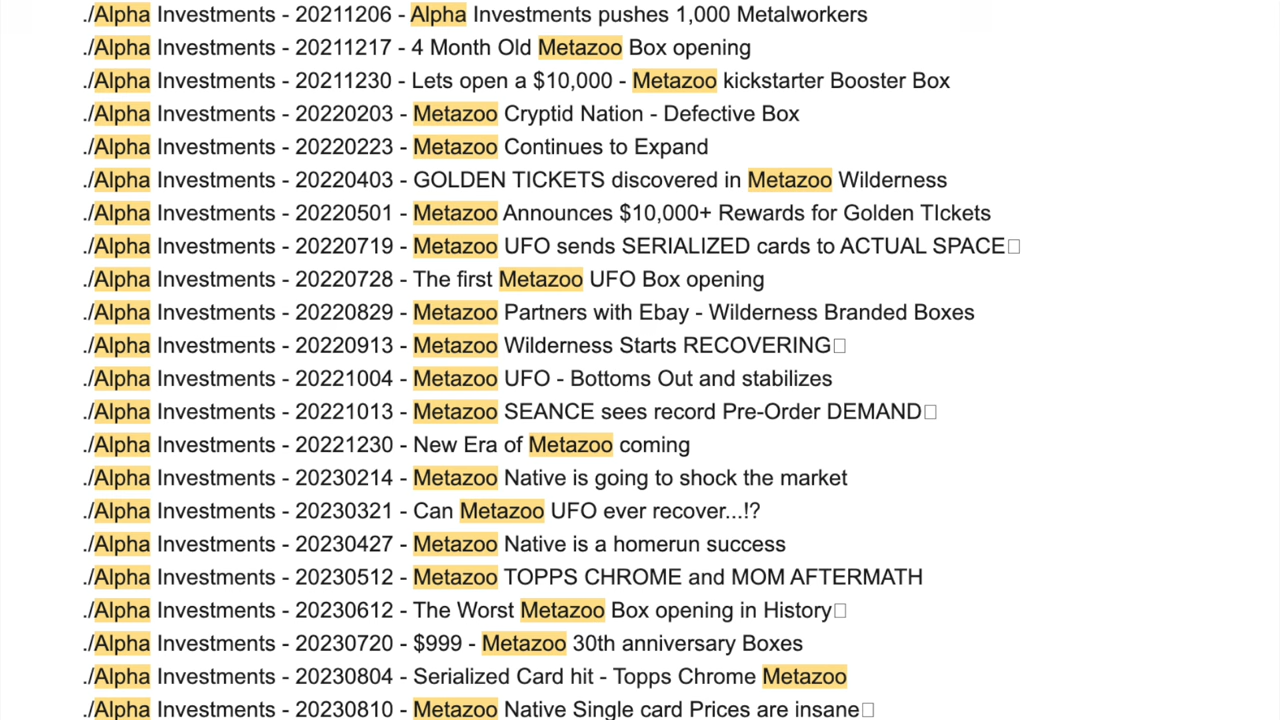 ./Alpha Investments - 20211206 - Alpha Investments pushes 1,000 Metalworkers
./Alpha Investments - 20211217 - 4 Month Old Metazoo Box opening
./Alpha Investments - 20211230 - Lets open a $10,000 - Metazoo kickstarter Booster Box
./Alpha Investments - 20220203 - Metazoo Cryptid Nation - Defective Box
./Alpha Investments - 20220223 - Metazoo Continues to Expand
./Alpha Investments - 20220403 - GOLDEN TICKETS discovered in Metazoo Wilderness
./Alpha Investments - 20220501 - Metazoo Announces $10,000+ Rewards for Golden TIckets
./Alpha Investments - 20220719 - Metazoo UFO sends SERIALIZED cards to ACTUAL SPACE
./Alpha Investments - 20220728 - The first Metazoo UFO Box opening
./Alpha Investments - 20220829 - Metazoo Partners with Ebay - Wilderness Branded Boxes
./Alpha Investments - 20220913 - Metazoo Wilderness Starts RECOVERING
./Alpha Investments - 20221004 - Metazoo UFO - Bottoms Out and stabilizes
./Alpha Investments - 20221013 - Metazoo SEANCE sees record Pre-Order DEMAND
./Alpha Investments - 20221230 - New Era of Metazoo coming
./Alpha Investments - 20230214 - Metazoo Native is going to shock the market
./Alpha Investments - 20230321 - Can Metazoo UFO ever recover...!?
./Alpha Investments - 20230427 - Metazoo Native is a homerun success
./Alpha Investments - 20230512 - Metazoo TOPPS CHROME and MOM AFTERMATH
./Alpha Investments - 20230612 - The Worst Metazoo Box opening in History
./Alpha Investments - 20230720 - $999 - Metazoo 30th anniversary Boxes
./Alpha Investments - 20230804 - Serialized Card hit - Topps Chrome Metazoo
./Alpha Investments - 20230810 - Metazoo Native Single card Prices are insane